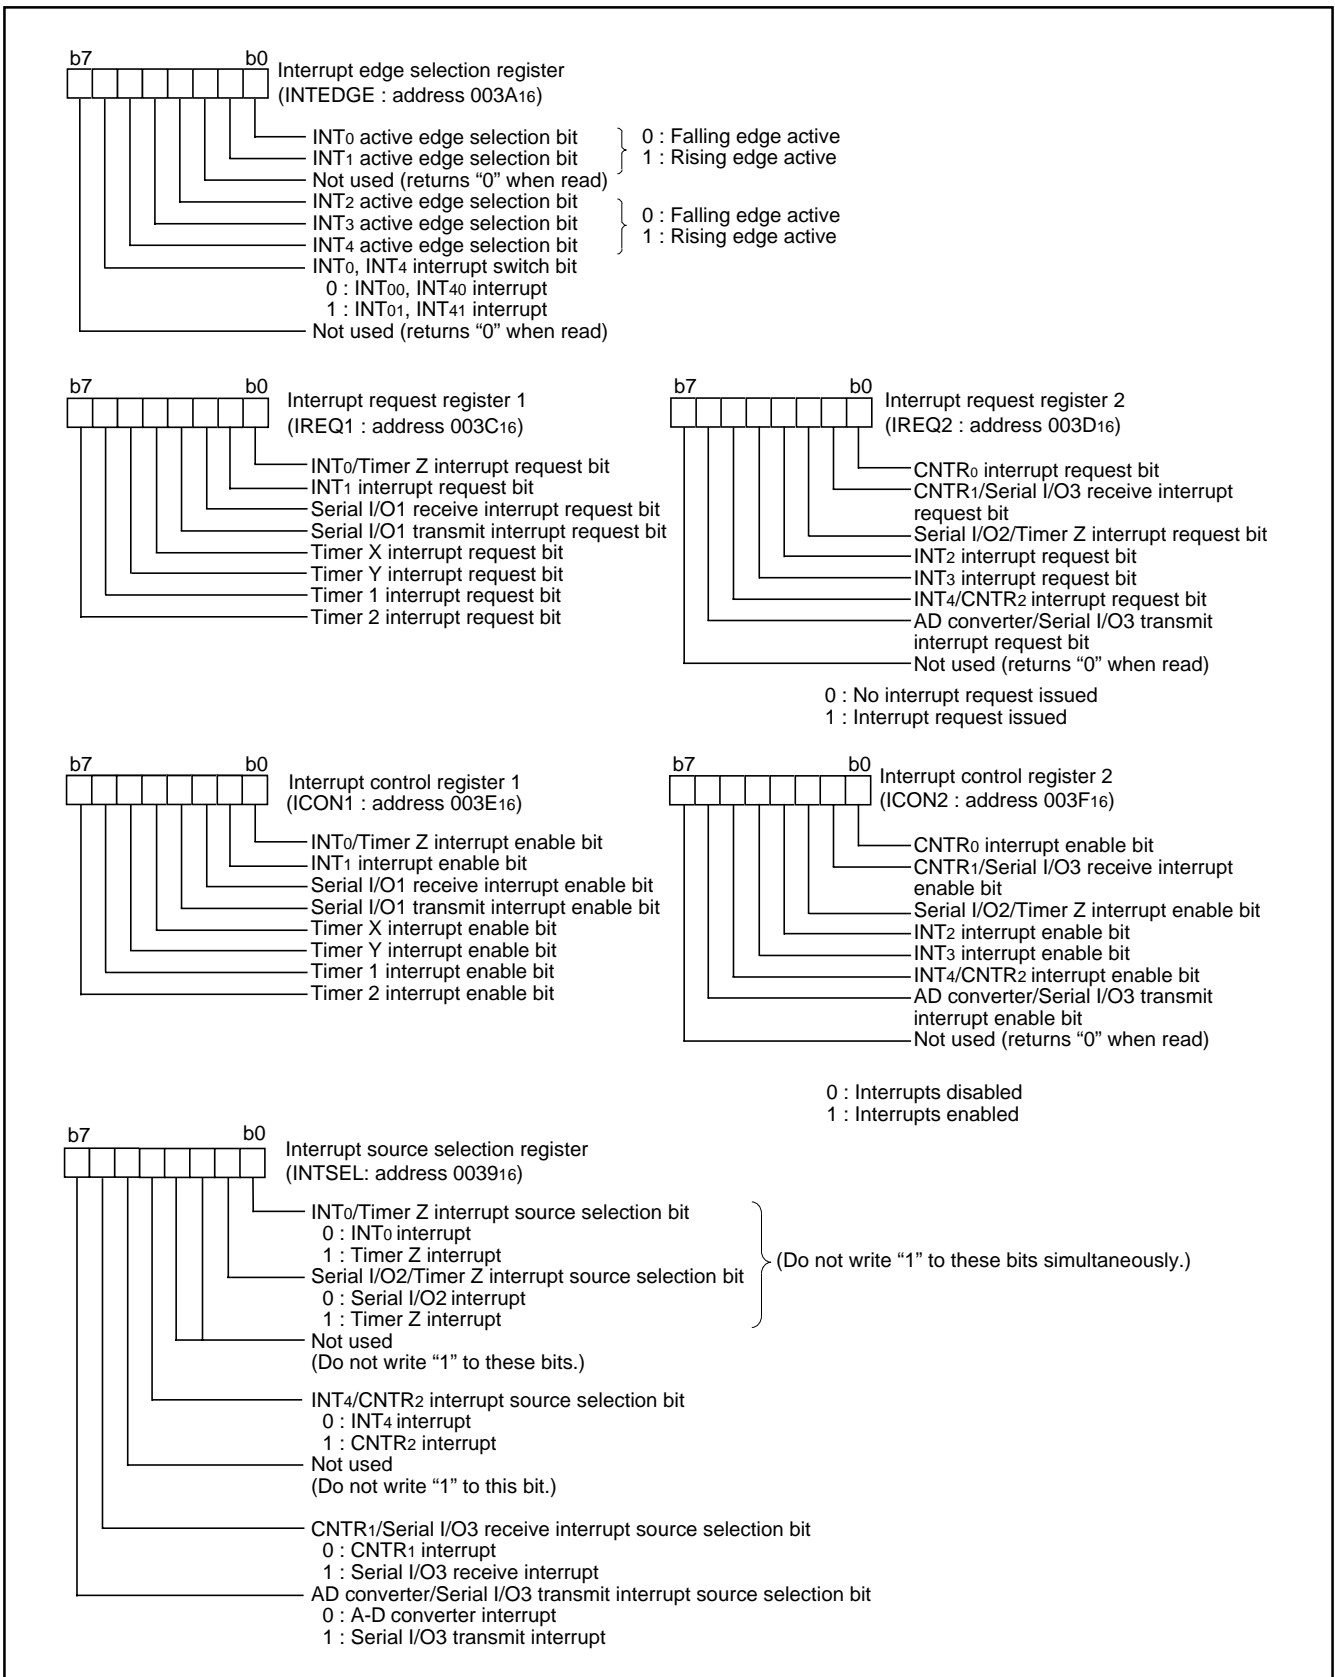 b7 b0
Interrupt edge selection register
(INTEDGE : address 003A16)
INT0 active edge selection bit
INT1 active edge selection bit
0 : Falling edge active
1 : Rising edge active
Not used (returns “0” when read)
INT2 active edge selection bit
INT3 active edge selection bit
INT4 active edge selection bit
0 : Falling edge active
1 : Rising edge active
INT0, INT4 interrupt switch bit
0 : INT00, INT40 interrupt
1 : INT01, INT41 interrupt
Not used (returns “0” when read)
b7 b0
Interrupt request register 1
(IREQ1 : address 003C16)
INT0/Timer Z interrupt request bit
INT1 interrupt request bit
Serial I/O1 receive interrupt request bit
Serial I/O1 transmit interrupt request bit
Timer X interrupt request bit
Timer Y interrupt request bit
Timer 1 interrupt request bit
Timer 2 interrupt request bit
b7 b0
Interrupt request register 2
(IREQ2 : address 003D16)
CNTR0 interrupt request bit
CNTR1/Serial I/O3 receive interrupt
request bit
Serial I/O2/Timer Z interrupt request bit
INT2 interrupt request bit
INT3 interrupt request bit
INT4/CNTR2 interrupt request bit
AD converter/Serial I/O3 transmit
interrupt request bit
Not used (returns “0” when read)
0 : No interrupt request issued
1 : Interrupt request issued
b7 b0
Interrupt control register 1
(ICON1 : address 003E16)
INT0/Timer Z interrupt enable bit
INT1 interrupt enable bit
Serial I/O1 receive interrupt enable bit
Serial I/O1 transmit interrupt enable bit
Timer X interrupt enable bit
Timer Y interrupt enable bit
Timer 1 interrupt enable bit
Timer 2 interrupt enable bit
b7 b0
Interrupt control register 2
(ICON2 : address 003F16)
CNTR0 interrupt enable bit
CNTR1/Serial I/O3 receive interrupt
enable bit
Serial I/O2/Timer Z interrupt enable bit
INT2 interrupt enable bit
INT3 interrupt enable bit
INT4/CNTR2 interrupt enable bit
AD converter/Serial I/O3 transmit
interrupt enable bit
Not used (returns “0” when read)
0 : Interrupts disabled
1 : Interrupts enabled
b7 b0
Interrupt source selection register
(INTSEL: address 003916)
INT0/Timer Z interrupt source selection bit
0 : INT0 interrupt
1 : Timer Z interrupt
Serial I/O2/Timer Z interrupt source selection bit
0 : Serial I/O2 interrupt
1 : Timer Z interrupt
(Do not write “1” to these bits simultaneously.)
Not used
(Do not write “1” to these bits.)
INT4/CNTR2 interrupt source selection bit
0 : INT4 interrupt
1 : CNTR2 interrupt
Not used
(Do not write “1” to this bit.)
CNTR1/Serial I/O3 receive interrupt source selection bit
0 : CNTR1 interrupt
1 : Serial I/O3 receive interrupt
AD converter/Serial I/O3 transmit interrupt source selection bit
0 : A-D converter interrupt
1 : Serial I/O3 transmit interrupt